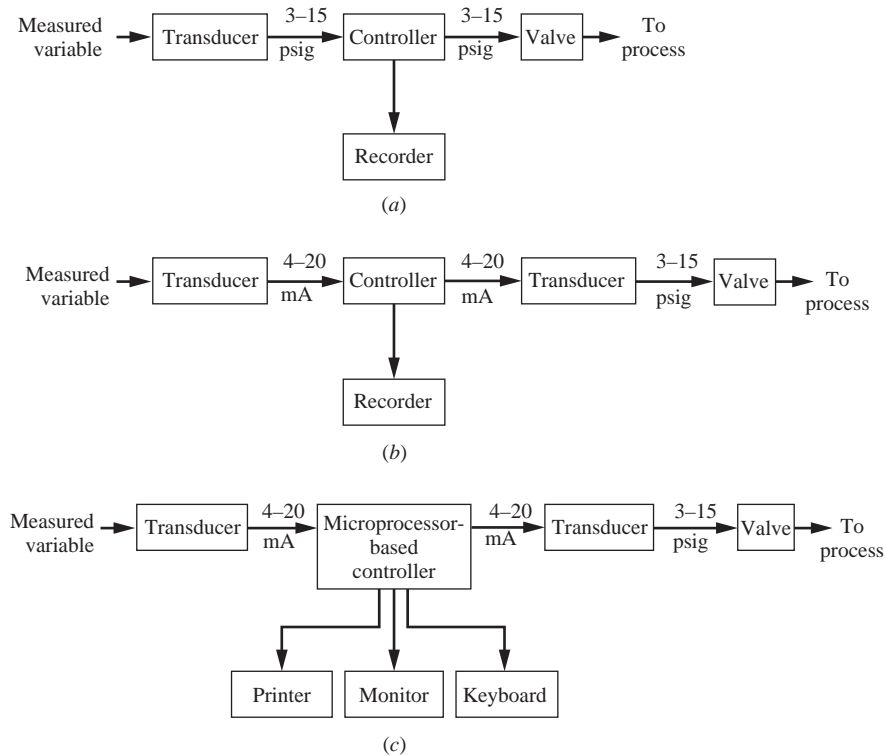 Measured
variable
Transducer
3–15
psig
Controller
3–15
psig
Valve
To
process
Recorder
(a)
Measured
variable
Transducer
4–20
mA
Controller
4–20
mA
Transducer
3–15
psig
Valve
To
process
Recorder
(b)
Measured
variable
Transducer
4–20
mA
Microprocessor-
based
controller
4–20
mA
Transducer
3–15
psig
Valve
To
process
Printer
Monitor
Keyboard
(c)